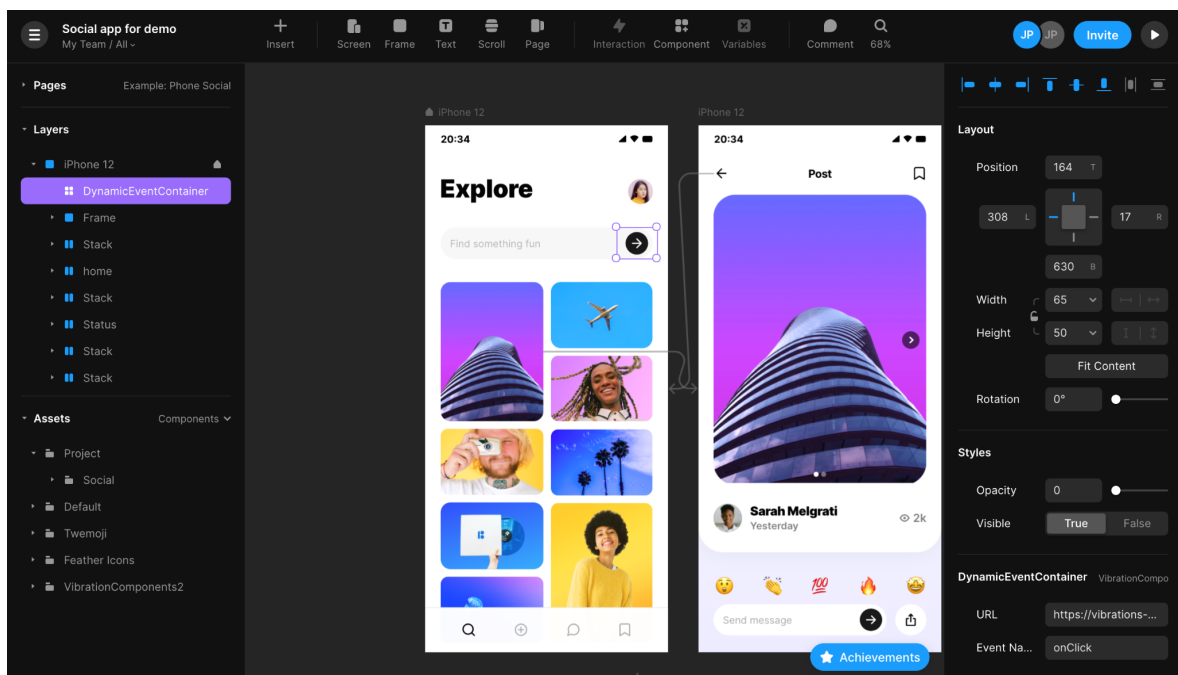 Social app for demo
My Team / All
Insert
Screen
Frame
Text
Scroll
Page
Interaction
Component
Variables
Comment
68%
JP
JP
Invite
Pages
Example: Phone Social
Layers
iPhone 12
DynamicEventContainer
Frame
Stack
Stack
home
Stack
Status
Stack
Stack
Assets
Components
Project
Social
Default
Twemoji
Feather Icons
VibrationComponents2
iPhone 12
20:34
Explore
Find something fun
iPhone 12
20:34
Post
Sarah Melgrati
Yesterday
2k
100
Send message
Achievements
Layout
Position
164 T
308 L
17 R
630 B
Width
65
Height
50
Fit Content
Rotation
0°
Styles
Opacity
0
Visible
True
False
DynamicEventContainer
VibrationCompo
URL
https://vibrations-...
Event Na...
onClick